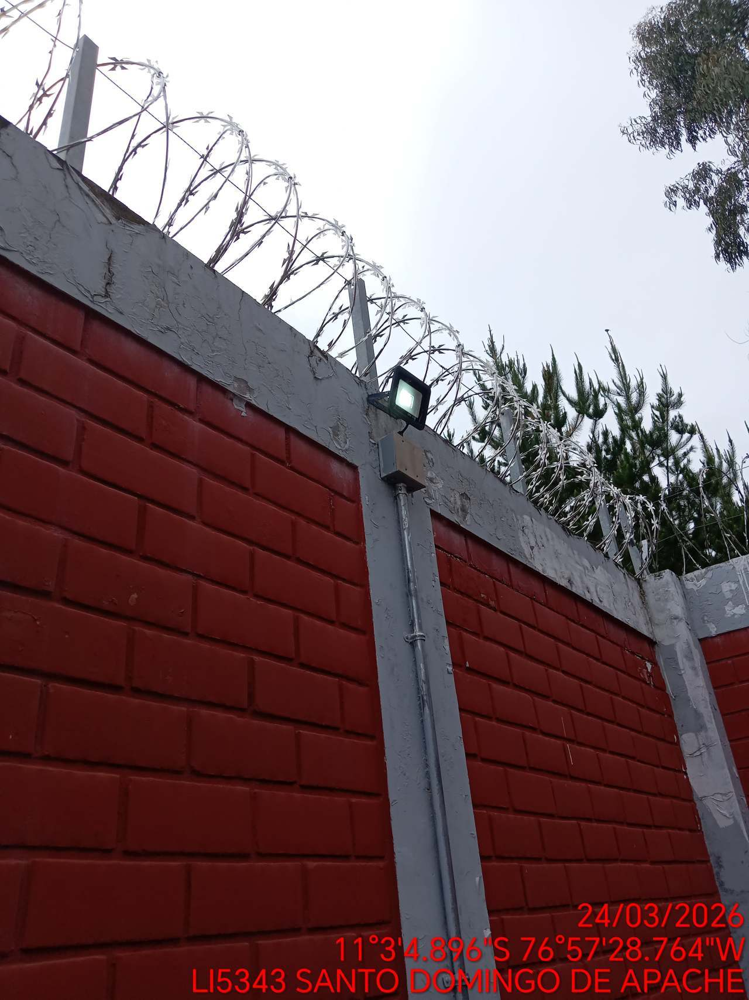 24/03/2026
11°3'4.896"S 76°57'28.764"W
LI5343 SANTO DOMINGO DE APACHE